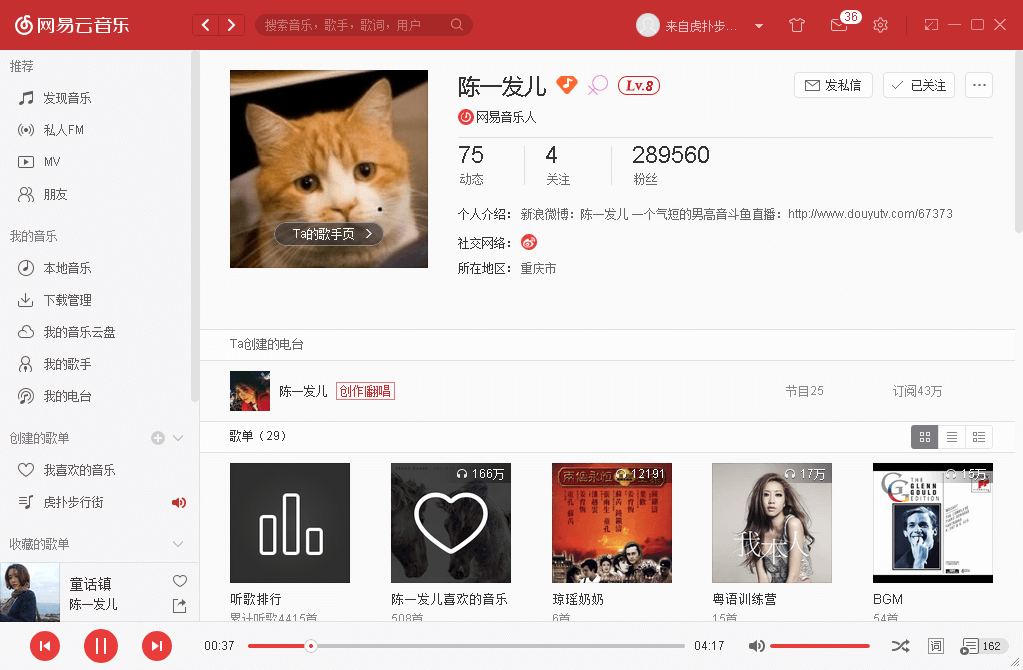 网易云音乐
搜索音乐，歌手，歌词，用户
来自虎扑步...
36
推荐
发现音乐
私人FM
MV
朋友
我的音乐
本地音乐
下载管理
我的音乐云盘
我的歌手
我的电台
创建的歌单
我喜欢的音乐
虎扑步行街
收藏的歌单
童话镇
陈一发儿
Ta的歌手页
陈一发儿
Lv.8
发私信
已关注
网易音乐人
75
动态
4
关注
289560
粉丝
个人介绍： 新浪微博：陈一发儿 一个气短的男高音斗鱼直播：http://www.douyutv.com/67373
社交网络：
所在地区： 重庆市
Ta创建的电台
陈一发儿 创作|翻唱 节目25 订阅43万
歌单（29）
166万
12191
17万
15万
我本人
THE
GLENN
GOULD
EDITION
听歌排行
累计听歌4415首
陈一发儿喜欢的音乐
508首
琼瑶奶奶
6首
粤语训练营
15首
BGM
54首
00:37
04:17
词
162